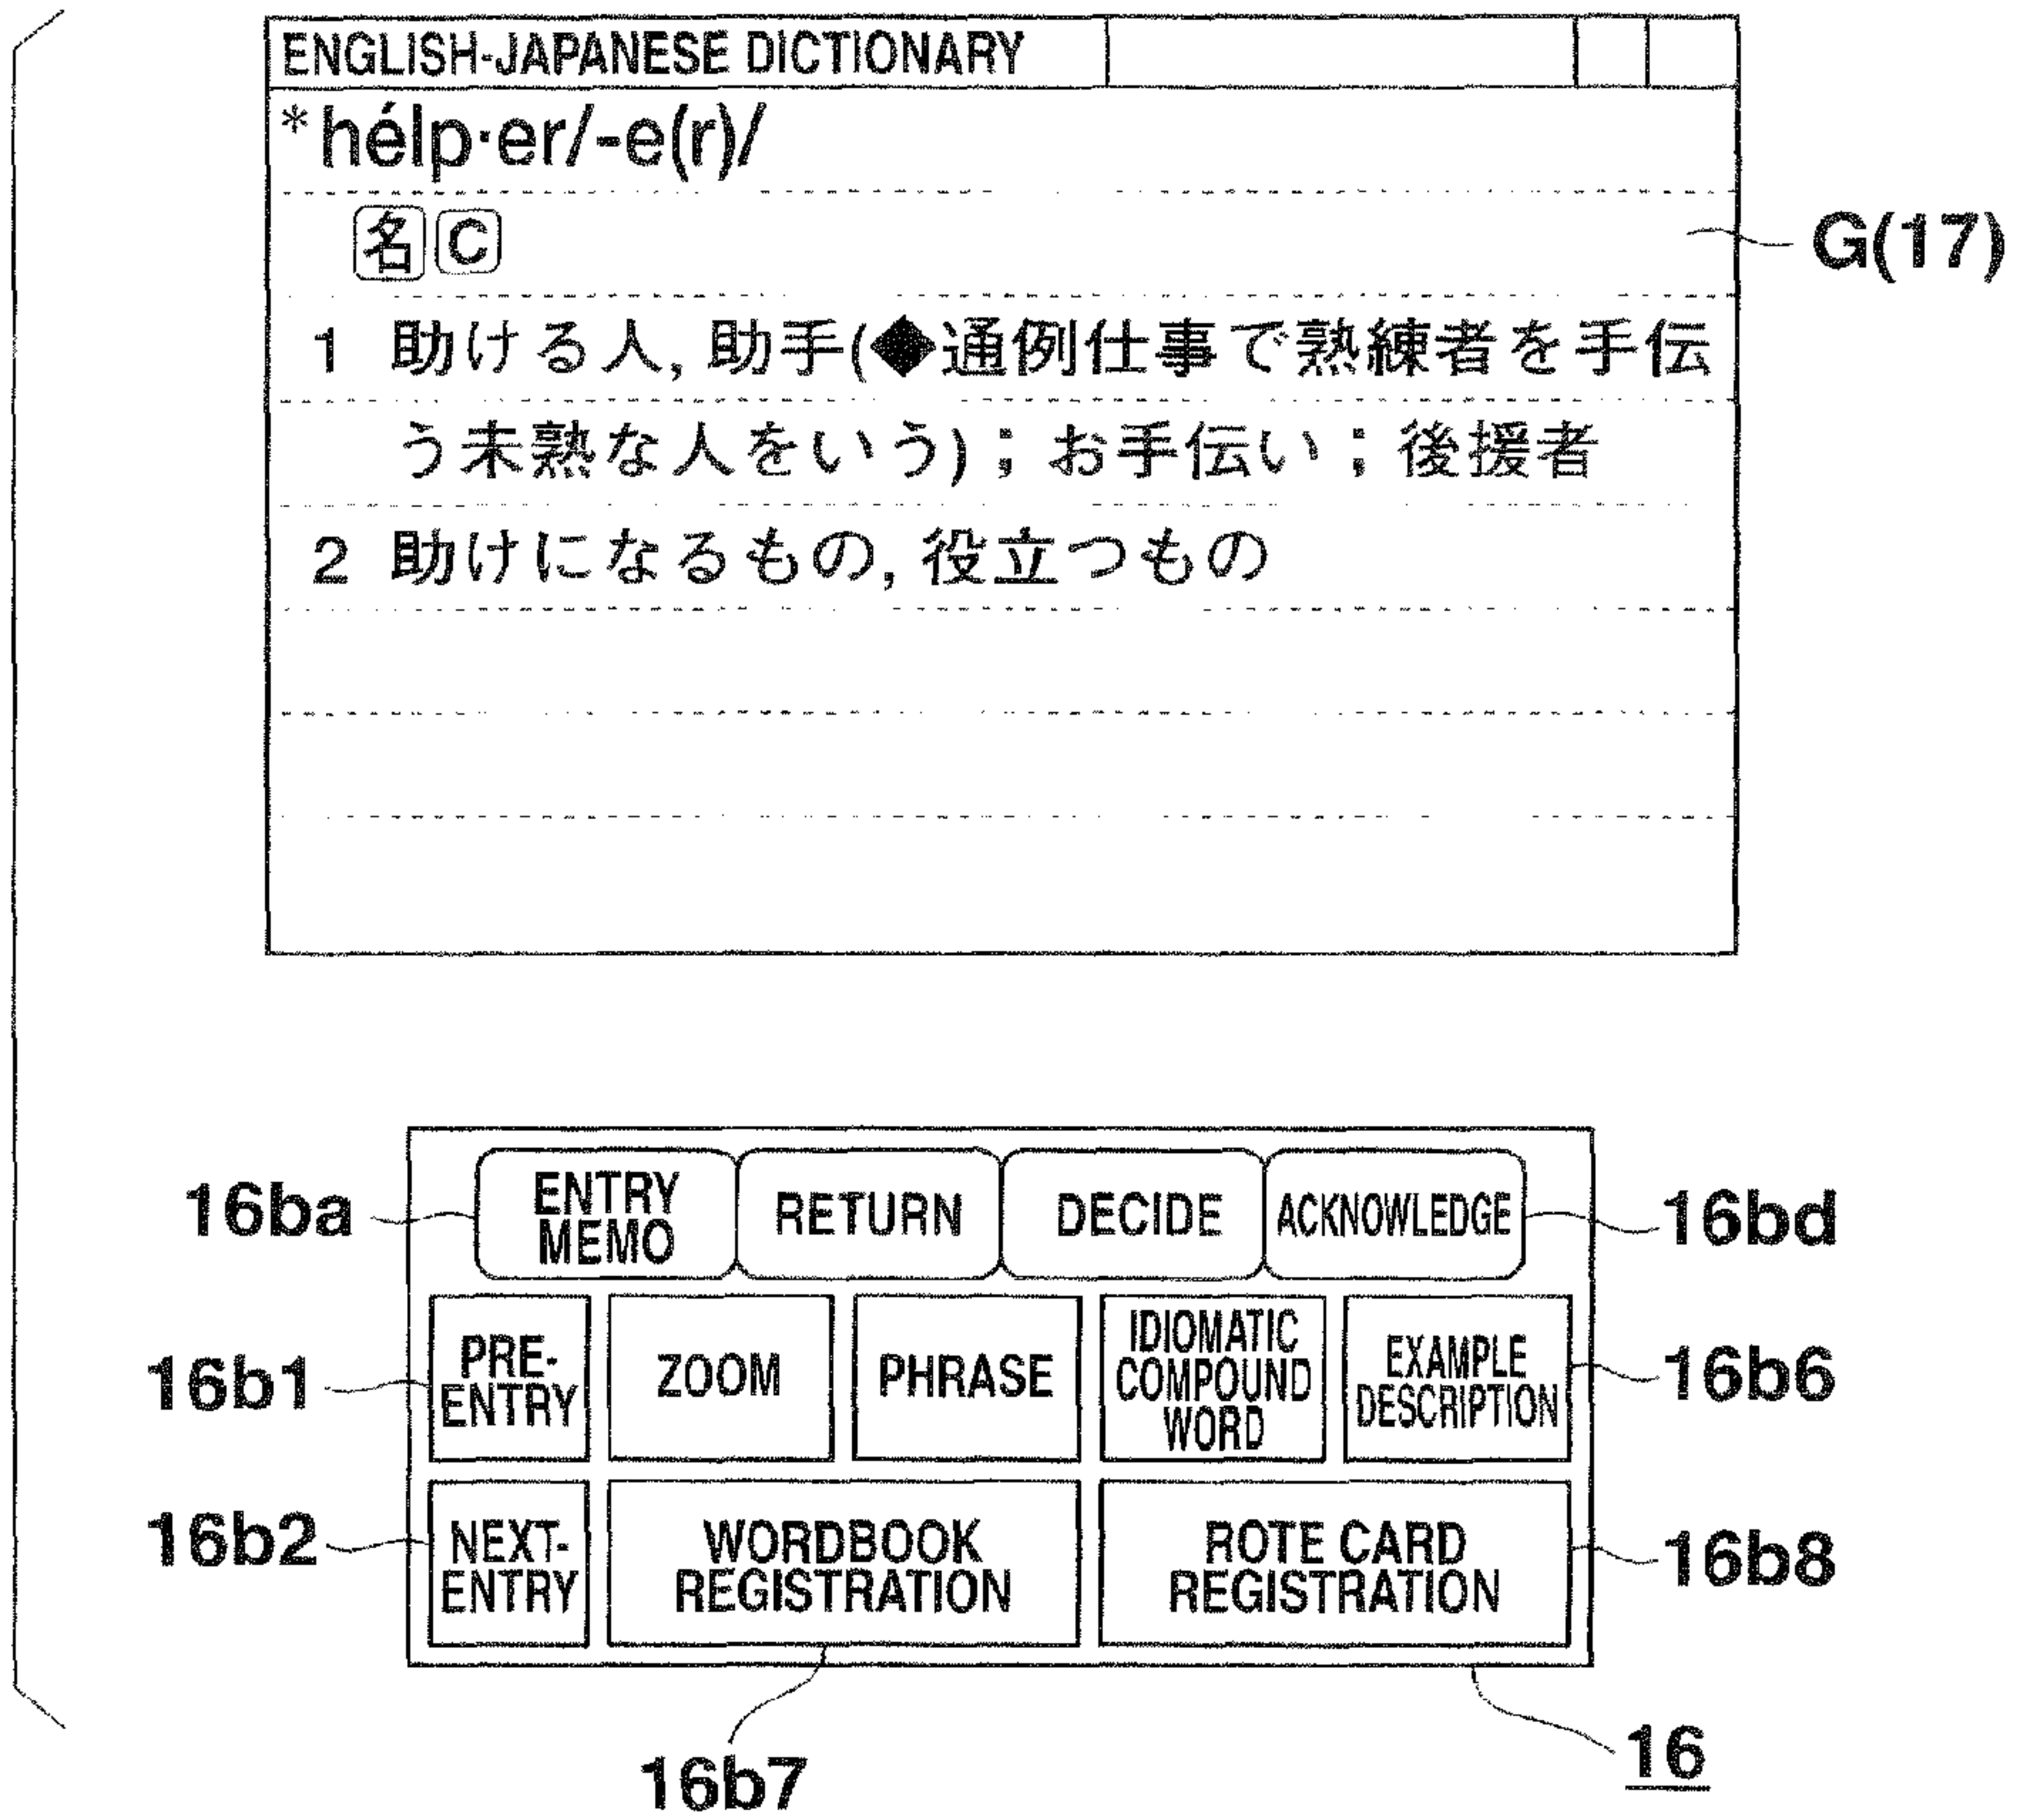 ENGLISH-JAPANESE DICTIONARY
*hélp·er/-e(r)/
名 C
G(17)
1 助ける人, 助手(◆通例仕事で熟練者を手伝
う未熟な人をいう)；お手伝い；後援者
2 助けになるもの, 役立つもの
16ba
ENTRY
MEMO
RETURN
DECIDE
ACKNOWLEDGE
16bd
16b1
PRE-
ENTRY
ZOOM
PHRASE
IDIOMATIC
COMPOUND
WORD
EXAMPLE
DESCRIPTION
16b6
16b2
NEXT-
ENTRY
WORDBOOK
REGISTRATION
ROTE CARD
REGISTRATION
16b8
16b7
16